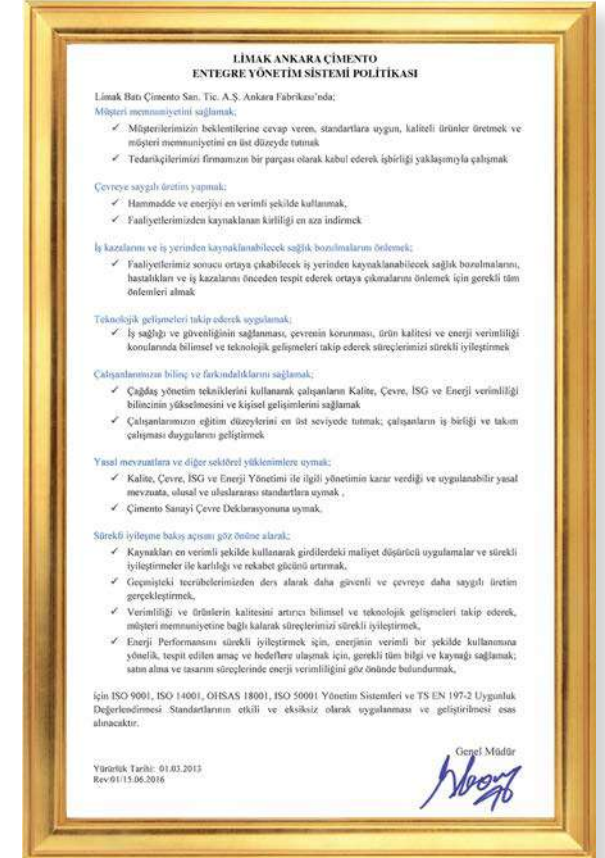 LİMAK ANKARA ÇİMENTO
ENTEGRE YÖNETİM SİSTEMİ POLİTİKASI
Limak Batı Çimento San. Tic. A.Ş. Ankara Fabrikası'nda;
Müşteri memnuniyetini sağlamak;
✓ Müşterilerimizin beklentilerine cevap veren, standartlara uygun, kaliteli ürünler üretmek ve
müşteri memnuniyetini en üst düzeyde tutmak
✓ Tedarikçilerimizi firmamızın bir parçası olarak kabul ederek işbirliği yaklaşımıyla çalışmak
Çevreye saygılı üretim yapmak;
✓ Hammadde ve enerjiyi en verimli şekilde kullanmak,
✓ Faaliyetlerimizden kaynaklanan kirliliği en aza indirmek
İş kazalarını ve iş yerinden kaynaklanabilecek sağlık bozulmalarını önlemek;
✓ Faaliyetlerimiz sonucu ortaya çıkabilecek iş yerinden kaynaklanabilecek sağlık bozulmalarını,
hastalıkları ve iş kazalarını önceden tespit ederek ortaya çıkmalarını önlemek için gerekli tüm
önlemleri almak
Teknolojik gelişmeleri takip ederek uygulamak;
✓ İş sağlığı ve güvenliğinin sağlanması, çevrenin korunması, ürün kalitesi ve enerji verimliliği
konularında bilimsel ve teknolojik gelişmeleri takip ederek süreçlerimizi sürekli iyileştirmek
Çalışanlarımızın bilinç ve farkındalıklarını sağlamak;
✓ Çağdaş yönetim tekniklerini kullanarak çalışanların Kalite, Çevre, İSG ve Enerji verimliliği
bilincinin yükselmesini ve kişisel gelişimlerini sağlamak
✓ Çalışanlarımızın eğitim düzeylerini en üst seviyede tutmak; çalışanların iş birliği ve takım
çalışması duygularını geliştirmek
Yasal mevzuatlara ve diğer sektörel yüklenimlere uymak;
✓ Kalite, Çevre, İSG ve Enerji Yönetimi ile ilgili yönetimin karar verdiği ve uygulanabilir yasal
mevzuata, ulusal ve uluslararası standartlara uymak ,
✓ Çimento Sanayi Çevre Deklarasyonuna uymak,
Sürekli iyileşme bakış açısını göz önüne alarak;
✓ Kaynakları en verimli şekilde kullanarak girdilerdeki maliyet düşürücü uygulamalar ve sürekli
iyileştirmeler ile karlılığı ve rekabet gücünü artırmak,
✓ Geçmişteki tecrübelerimizden ders alarak daha güvenli ve çevreye daha saygılı üretim
gerçekleştirmek,
✓ Verimliliği ve ürünlerin kalitesini artırıcı bilimsel ve teknolojik gelişmeleri takip ederek,
müşteri memnuniyetine bağlı kalarak süreçlerimizi sürekli iyileştirmek,
✓ Enerji Performansını sürekli iyileştirmek için, enerjinin verimli bir şekilde kullanımına
yönelik, tespit edilen amaç ve hedeflere ulaşmak için, gerekli tüm bilgi ve kaynağı sağlamak;
satın alma ve tasarım süreçlerinde enerji verimliliğini göz önünde bulundurmak,
için ISO 9001, ISO 14001, OHSAS 18001, ISO 50001 Yönetim Sistemleri ve TS EN 197-2 Uygunluk
Değerlendirmesi Standartlarının etkili ve eksiksiz olarak uygulanması ve geliştirilmesi esas
alınacaktır.
Genel Müdür
Yürürlük Tarihi: 01.03.2013
Rev:01/15.06.2016